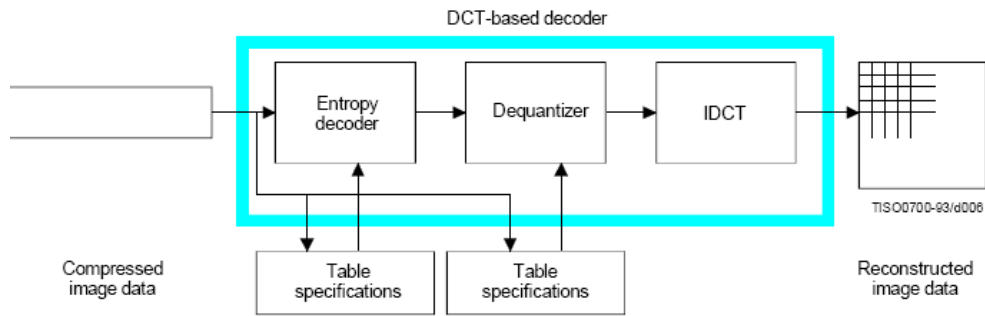 DCT-based decoder
Entropy
decoder
Dequantizer
IDCT
TISO0700-93/d006
Compressed
image data
Table
specifications
Table
specifications
Reconstructed
image data